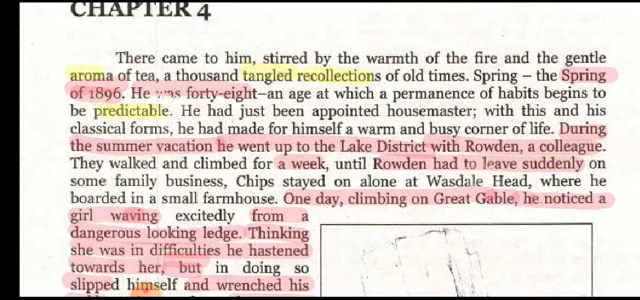 CHAPTER 4
There came to him, stirred by the warmth of the fire and the gentle
aroma of tea, a thousand tangled recollections of old times. Spring – the Spring
of 1896. He was forty-eight–an age at which a permanence of habits begins to
be predictable. He had just been appointed housemaster; with this and his
classical forms, he had made for himself a warm and busy corner of life. During
the summer vacation he went up to the Lake District with Rowden, a colleague.
They walked and climbed for a week, until Rowden had to leave suddenly on
some family business, Chips stayed on alone at Wasdale Head, where he
boarded in a small farmhouse. One day, climbing on Great Gable, he noticed a
girl waving excitedly from a
dangerous looking ledge. Thinking
she was in difficulties he hastened
towards her, but in doing so
slipped himself and wrenched his